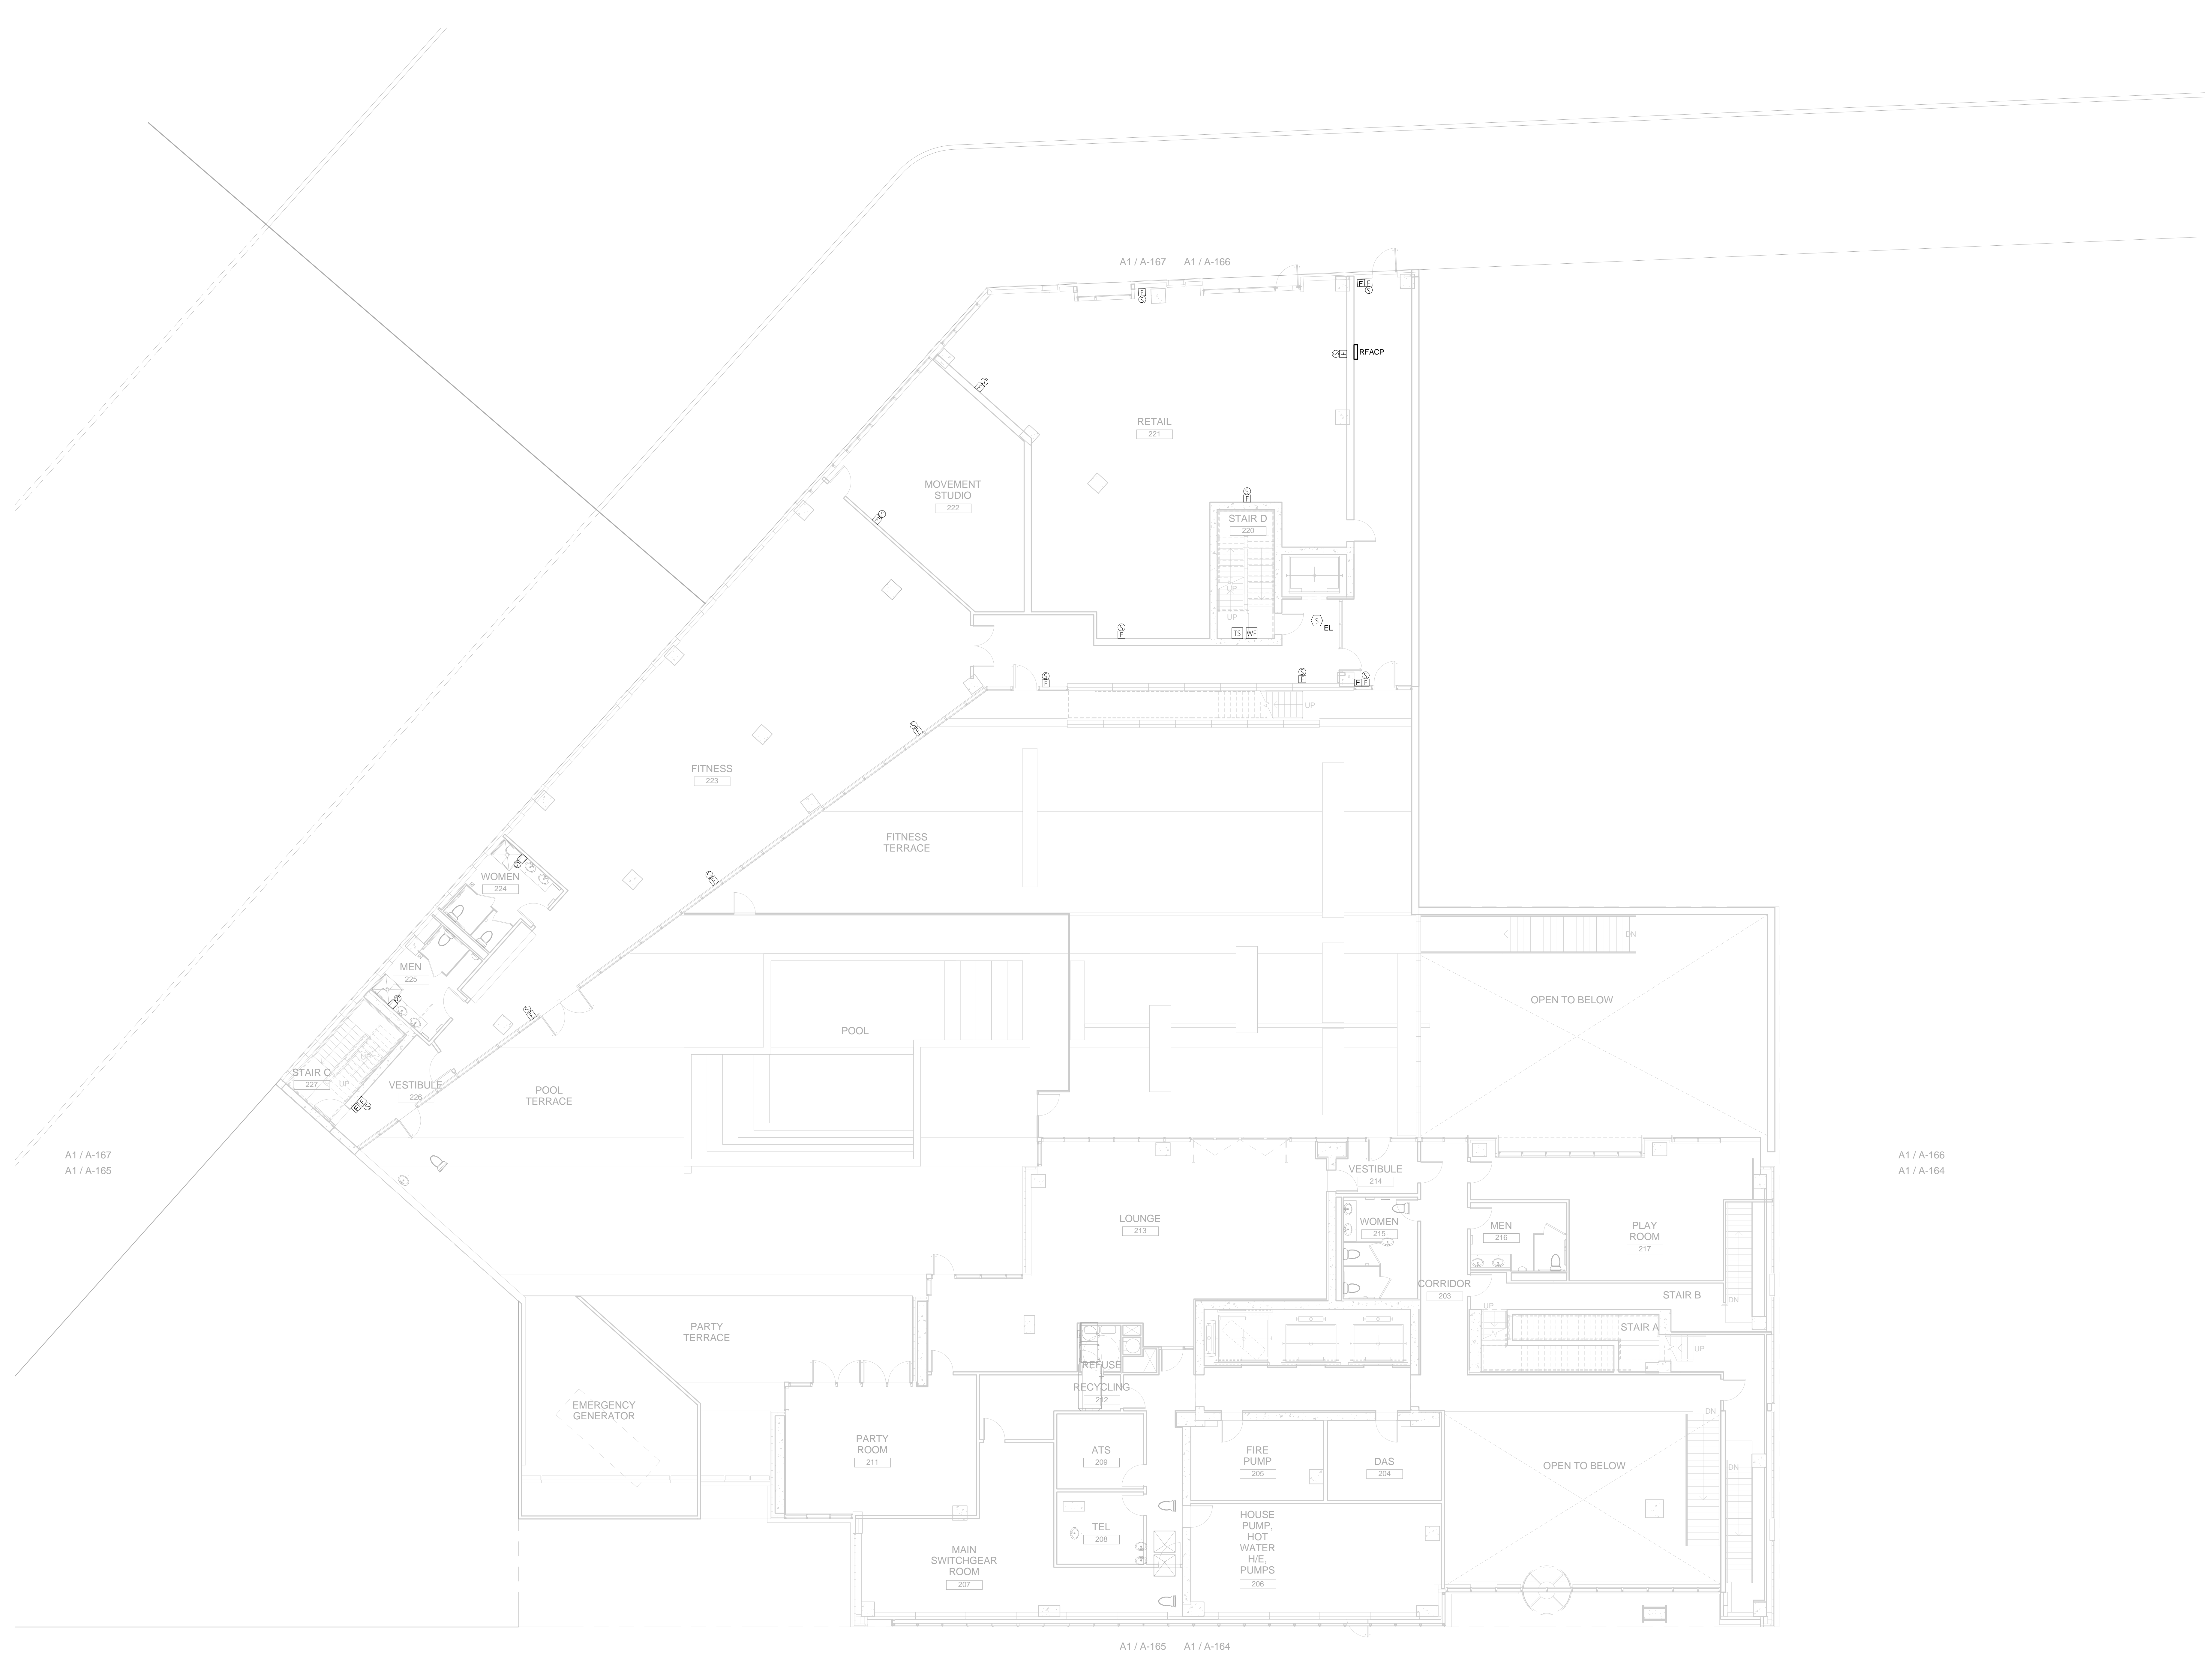 A1 / A-167 A1 / A-166
F F
S
F
S
RFACP
S
RETAIL
221
MOVEMENT
STUDIO
222
S
F
STAIR D
220
UP
UP
S
F
TS WF
S
EL
S
F
S
F
S
F F
UP
FITNESS
223
FITNESS
TERRACE
WOMEN
224
DN
MEN
225
OPEN TO BELOW
POOL
UP
STAIR C
227
UP
VESTIBULE
226
POOL
TERRACE
A1 / A-167
A1 / A-165
A1 / A-166
A1 / A-164
VESTIBULE
214
LOUNGE
213
WOMEN
215
MEN
216
PLAY
ROOM
217
CORRIDOR
203
STAIR B
DN
UP
STAIR A
UP
PARTY
TERRACE
REFUSE
RECYCLING
212
EMERGENCY
GENERATOR
DN
PARTY
ROOM
211
ATS
209
FIRE
PUMP
205
DAS
204
OPEN TO BELOW
DN
TEL
208
HOUSE
PUMP,
HOT
WATER
H/E,
PUMPS
206
MAIN
SWITCHGEAR
ROOM
207
A1 / A-165 A1 / A-164